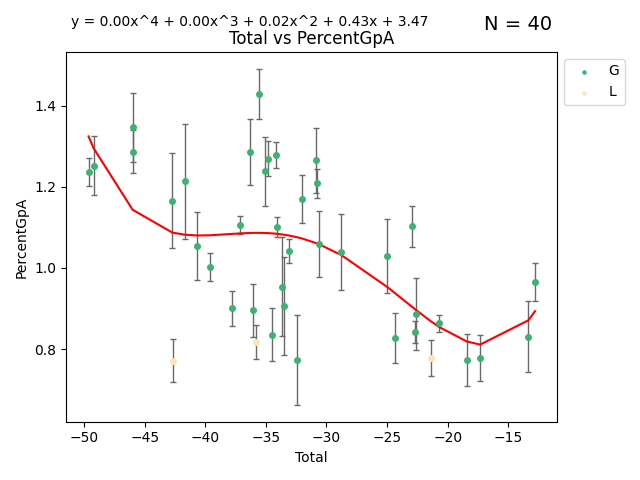 y = 0.00x^4 + 0.00x^3 + 0.02x^2 + 0.43x + 3.47
N = 40
Total vs PercentGpA
G
L
1.4
1.2
1.0
0.8
PercentGpA
−50 −45 −40 −35 −30 −25 −20 −15
Total